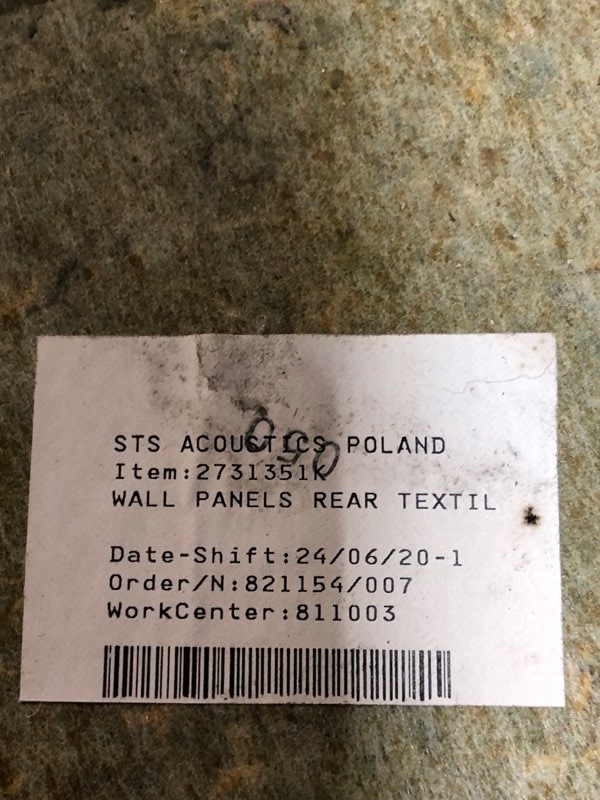 STS ACOUSTICS POLAND
Item:2731351K
WALL PANELS REAR TEXTIL
Date-Shift:24/06/20-1
Order/N:821154/007
WorkCenter:811003